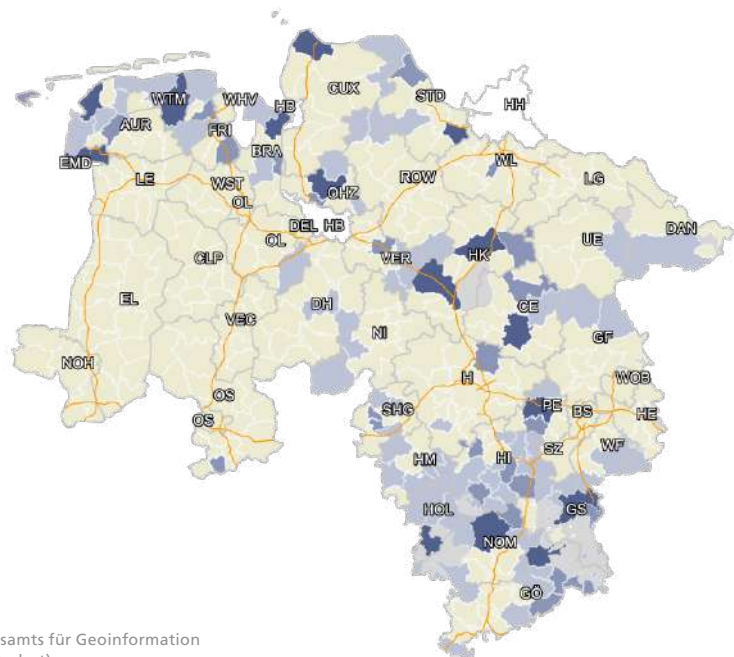 CUX
STD
HH
WTM
WHV
HB
AUR
FRI
BRA
EMD
LE
WST
OHZ
ROW
WL
LG
OL
DEL HB
OL
VER
HK
UE
DAN
CLP
EL
DH
CE
VEC
NI
GF
NOH
H
WOB
OS
SHG
PE
BS
HE
OS
SZ
WF
HM
HI
HOL
GS
NOM
GÖ
samts für Geoinformation